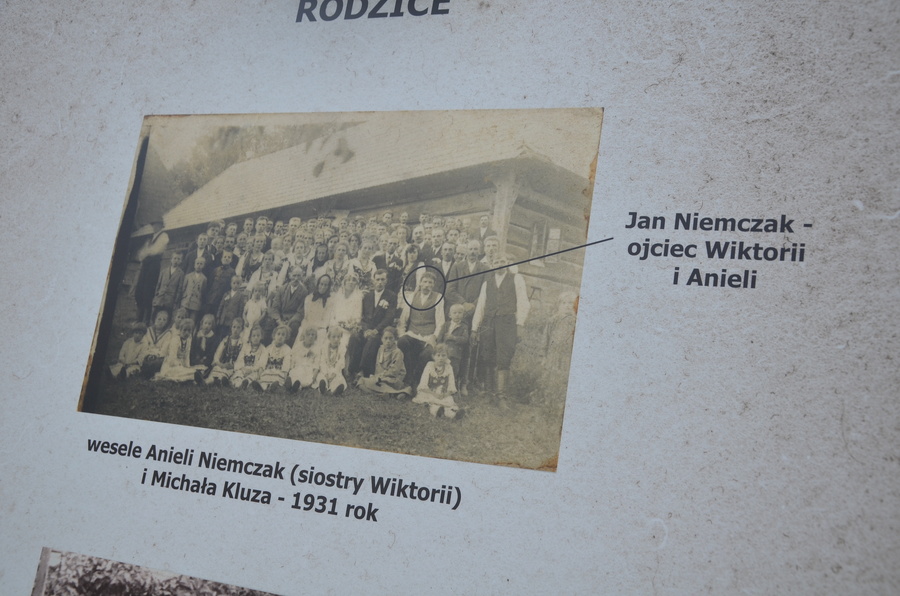 RODZICE
Jan Niemczak -
ojciec Wiktorii
i Anieli
wesele Anieli Niemczak (siostry Wiktorii)
i Michała Kluza - 1931 rok